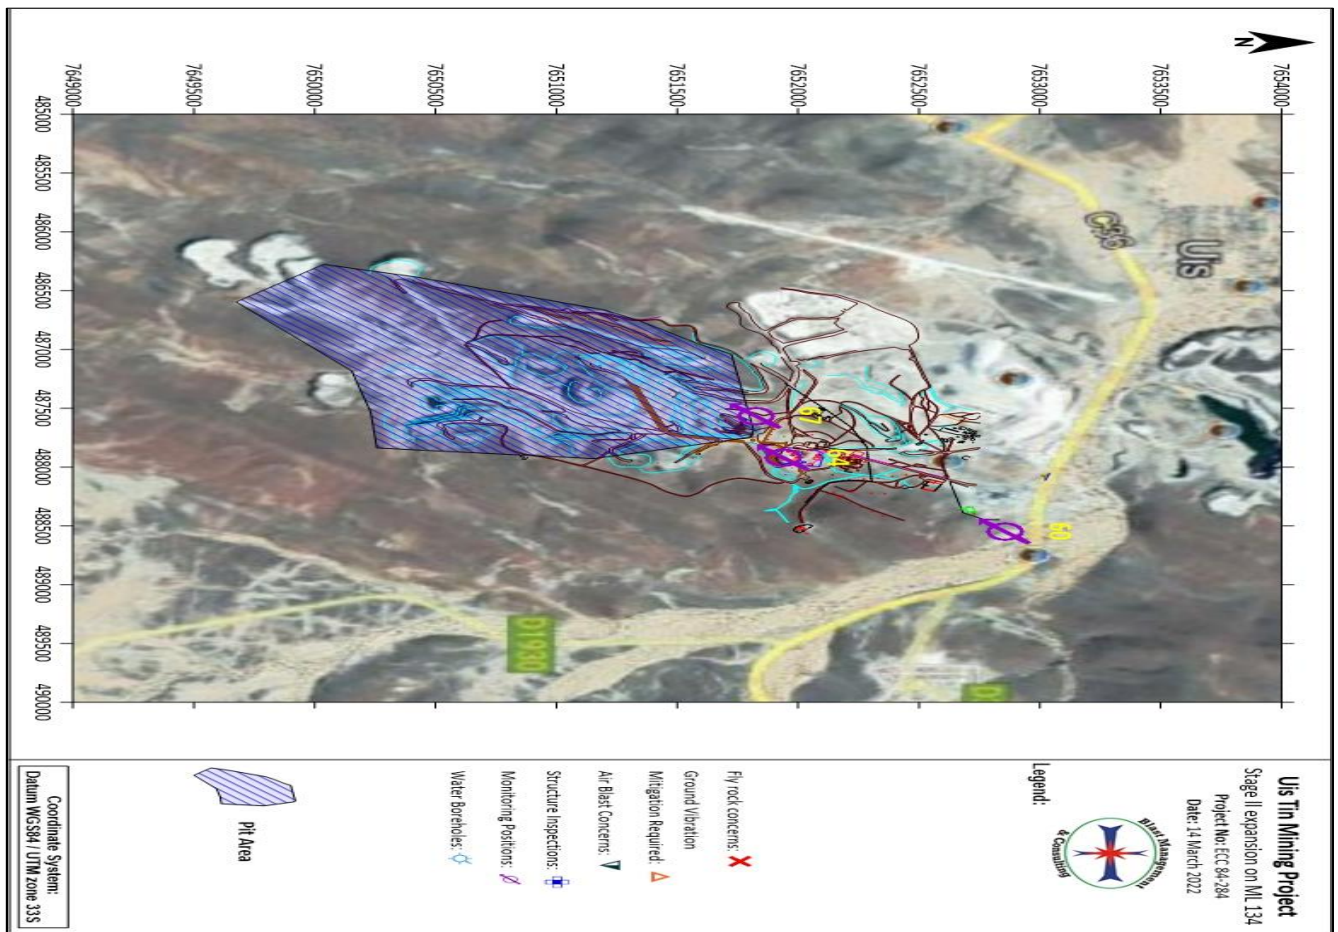 Uis Tin Mining Project
Stage II expansion on ML 134
Project No: ECC 84-284
Date: 14 March 2022
Blast Management
& Consulting
Legend:
Fly rock concerns:
Ground Vibration
Mitigation Required:
Air Blast Concerns:
Structure Inspections:
Monitoring Positions:
Water Boreholes:
Pit Area
Coordinate System:
Datum WGS84 / UTM zone 33S
N
7654000
7653500
7653000
7652500
7652000
7651500
7651000
7650500
7650000
7649500
7649000
485000
485500
486000
486500
487000
487500
488000
488500
489000
489500
490000
Uis
C36
50
64
67
D1930
D